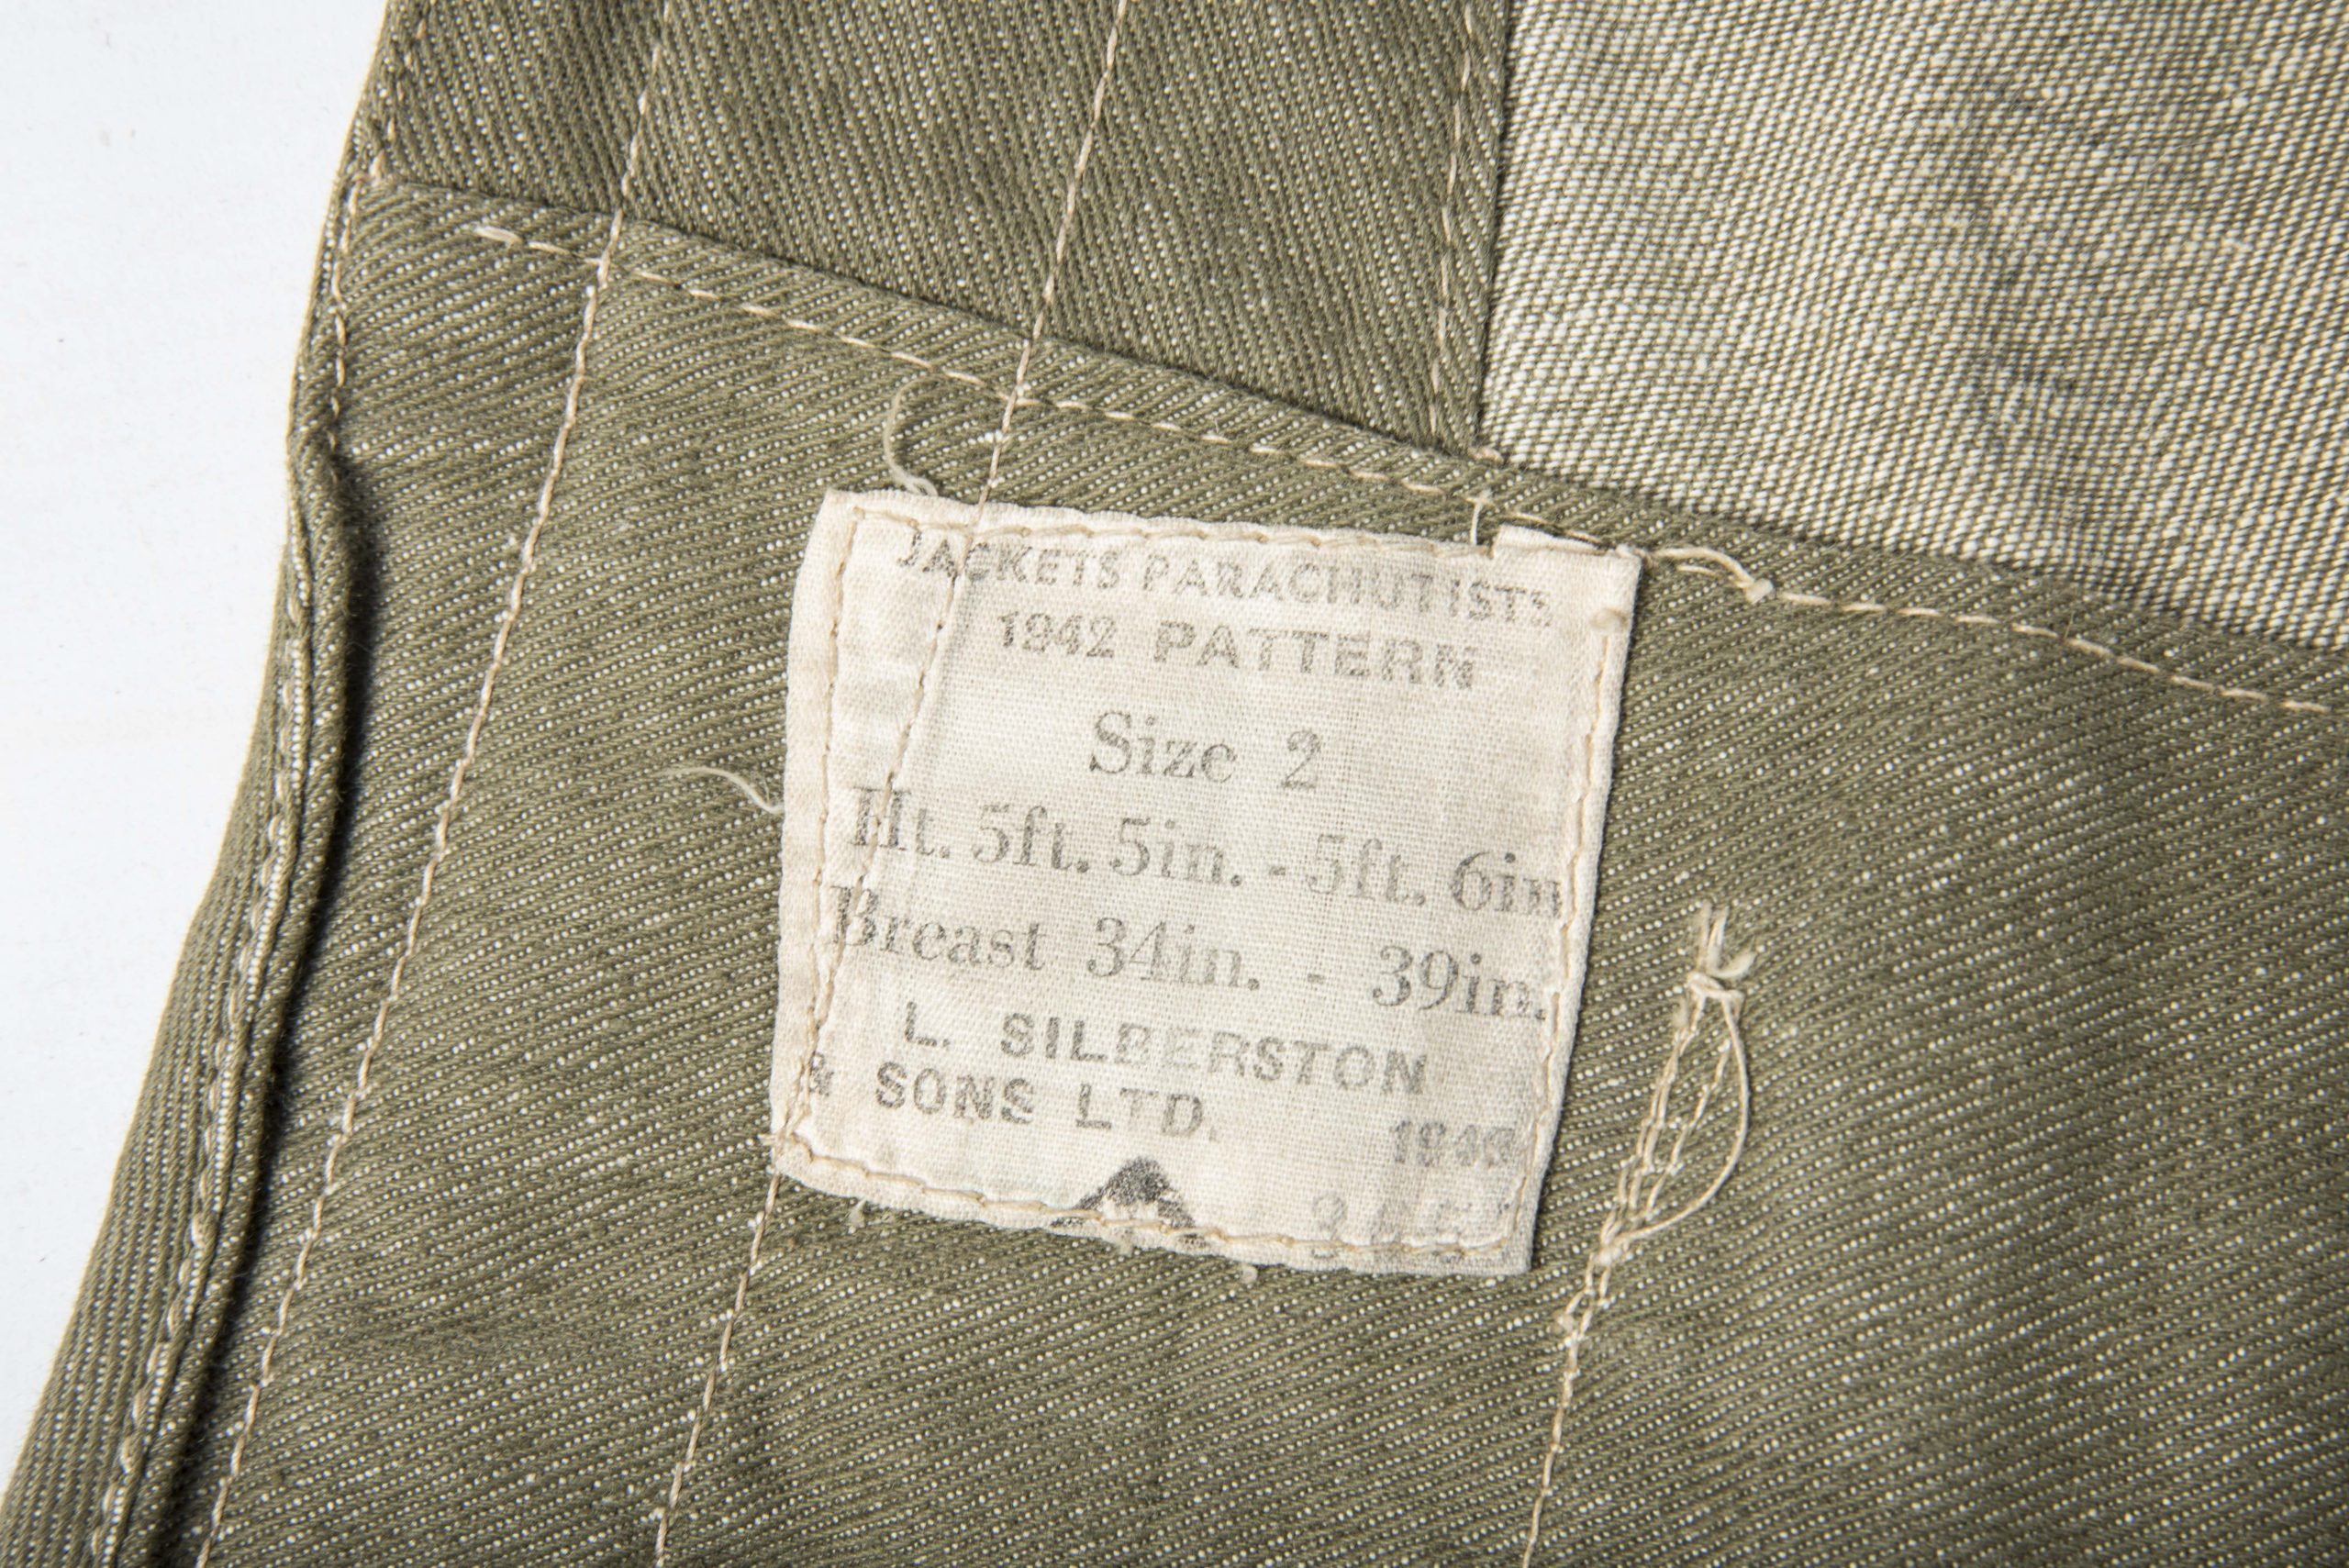 JACKETS PARACHUTISTS
1942 PATTERN
Size 2
Ht. 5ft. 5in. - 5ft. 6in
Breast 34in. - 39in.
L. SILBERSTON
& SONS LTD.